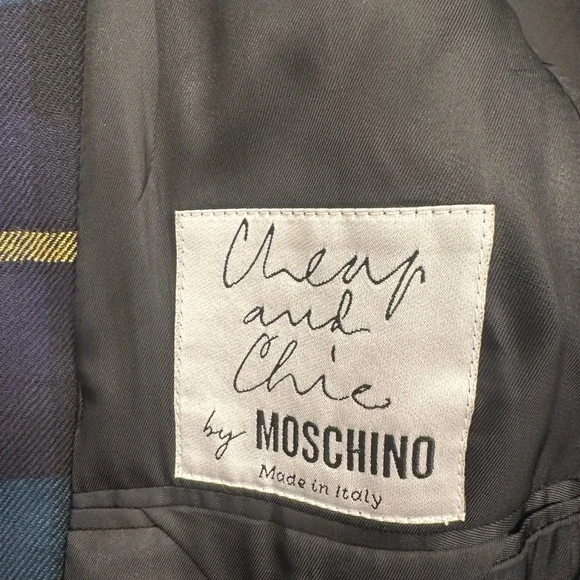 Cheap
and
Chic
by MOSCHINO
Made in Italy